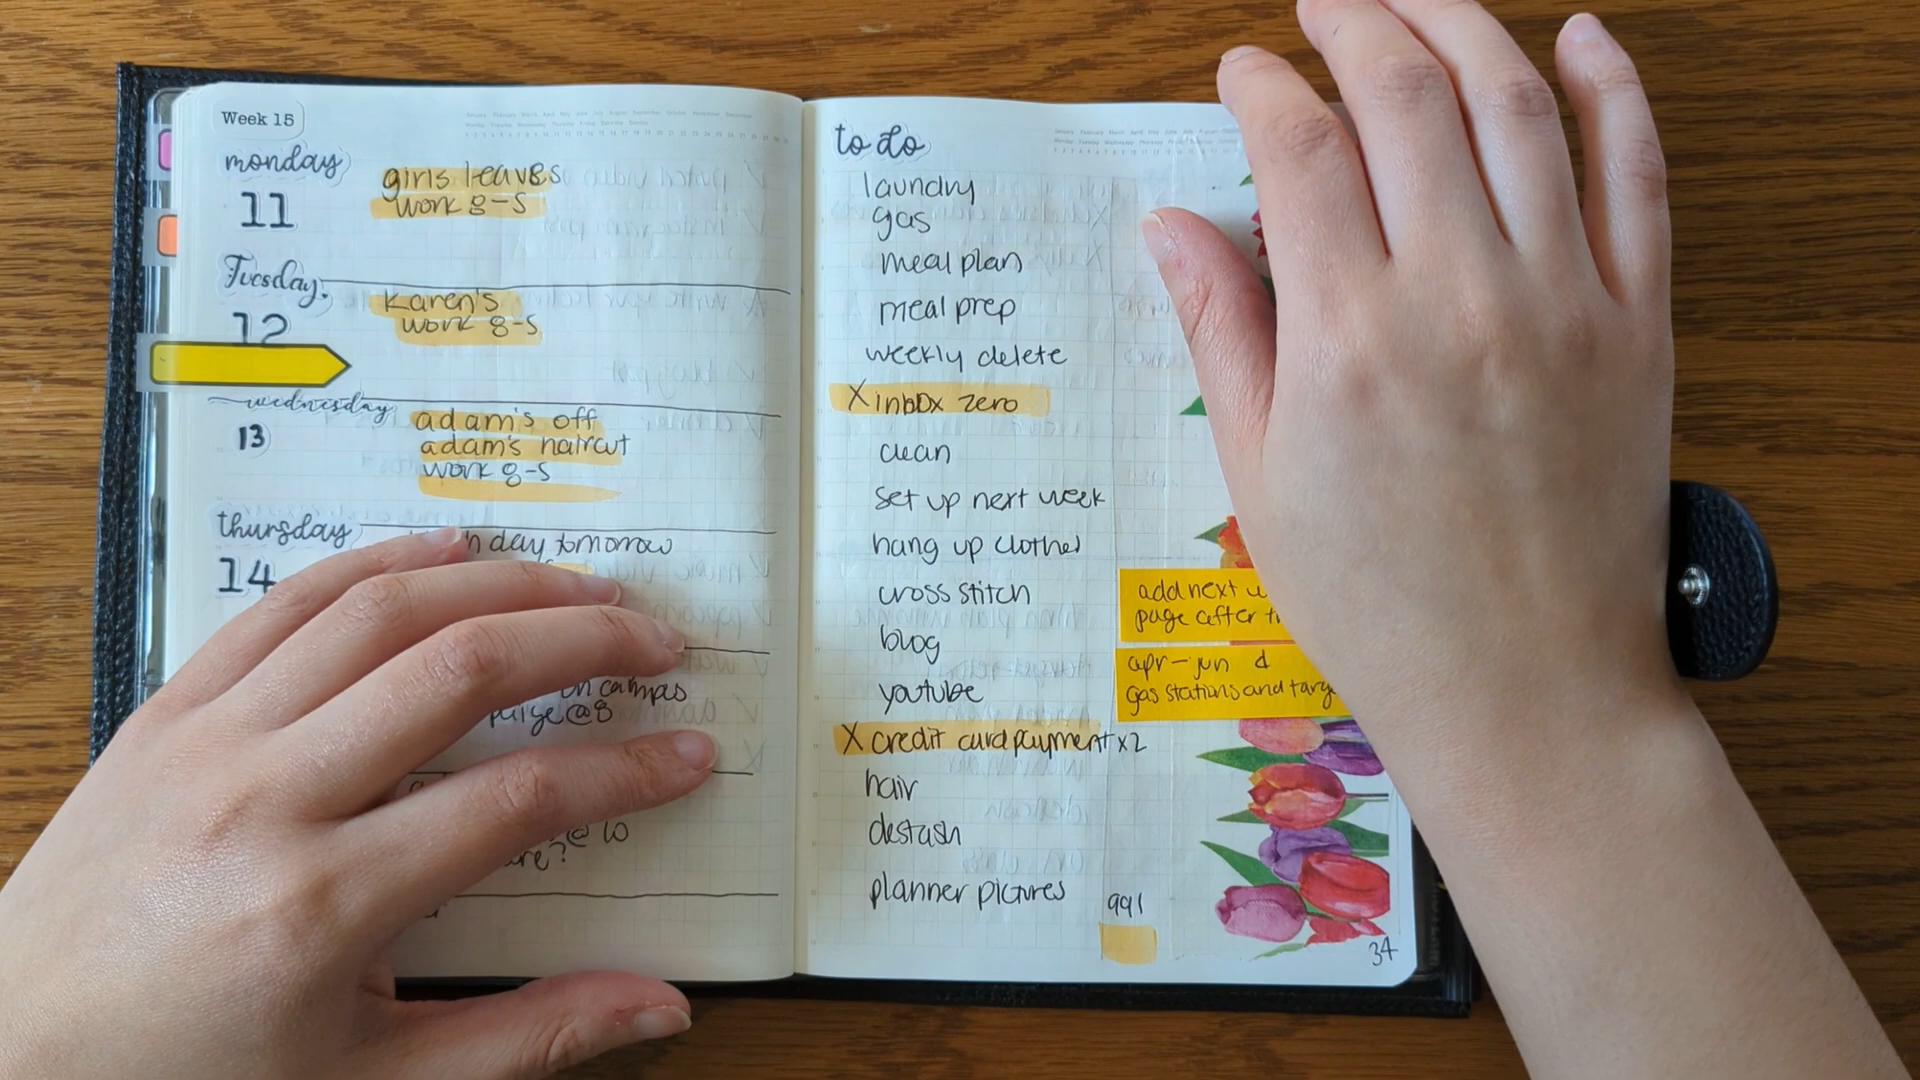 Week 15
monday
11
girls leaves
work 8-5
Tuesday.
12
Karen's
work 8-5
wednesday
13
adam's off
adam's haircut
work 8-5
thursday
14
day tomorrow
on campus
@8
@ 10
to do
laundry
gas
meal plan
meal prep
weekly delete
X inbox zero
clean
set up next week
hang up clothes
cross stitch
blog
youtube
X credit card payment x2
hair
destash
planner pictures
991
add next
page after
apr - jun d
gas stations and
34